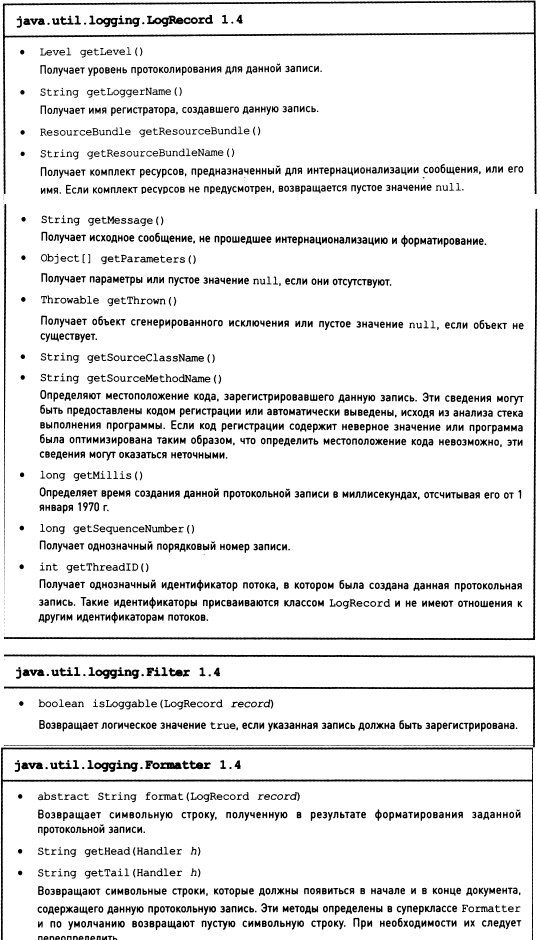 java.util.logging.LogRecord 1.4
• Level getLevel()
Получает уровень протоколирования для данной записи.
• String getLoggerName()
Получает имя регистратора, создавшего данную запись.
• ResourceBundle getResourceBundle()
• String getResourceBundleName()
Получает комплект ресурсов, предназначенный для интернационализации сообщения, или его
имя. Если комплект ресурсов не предусмотрен, возвращается пустое значение null.
• String getMessage()
Получает исходное сообщение, не прошедшее интернационализацию и форматирование.
• Object[] getParameters()
Получает параметры или пустое значение null, если они отсутствуют.
• Throwable getThrown()
Получает объект сгенерированного исключения или пустое значение null, если объект не
существует.
• String getSourceClassName()
• String getSourceMethodName()
Определяют местоположение кода, зарегистрировавшего данную запись. Эти сведения могут
быть предоставлены кодом регистрации или автоматически выведены, исходя из анализа стека
выполнения программы. Если код регистрации содержит неверное значение или программа
была оптимизирована таким образом, что определить местоположение кода невозможно, эти
сведения могут оказаться неточными.
• long getMillis()
Определяет время создания данной протокольной записи в миллисекундах, отсчитывая его от 1
января 1970 г.
• long getSequenceNumber()
Получает однозначный порядковый номер записи.
• int getThreadID()
Получает однозначный идентификатор потока, в котором была создана данная протокольная
запись. Такие идентификаторы присваиваются классом LogRecord и не имеют отношения к
другим идентификаторам потоков.
java.util.logging.Filter 1.4
• boolean isLoggable(LogRecord record)
Возвращает логическое значение true, если указанная запись должна быть зарегистрирована.
java.util.logging.Formatter 1.4
• abstract String format(LogRecord record)
Возвращает символьную строку, полученную в результате форматирования заданной
протокольной записи.
• String getHead(Handler h)
• String getTail(Handler h)
Возвращают символьные строки, которые должны появиться в начале и в конце документа,
содержащего данную протокольную запись. Эти методы определены в суперклассе Formatter
и по умолчанию возвращают пустую символьную строку. При необходимости их следует
переопределить.